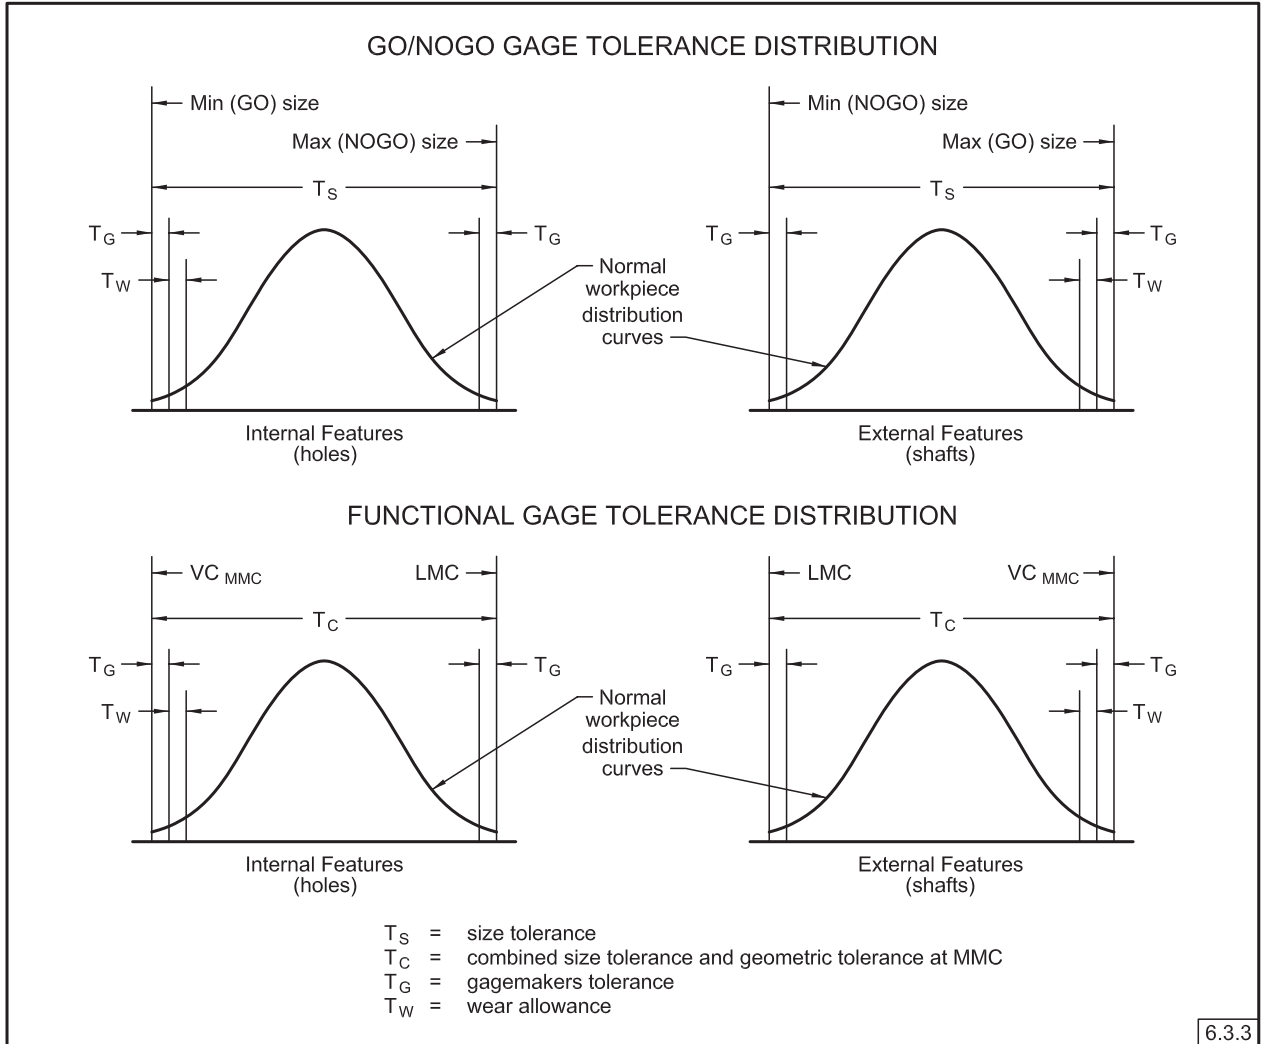 GO/NOGO GAGE TOLERANCE DISTRIBUTION
Min (GO) size
Max (NOGO) size
TS
TG
TG
TW
Internal Features
(holes)
Min (NOGO) size
Max (GO) size
TS
TG
TG
TW
External Features
(shafts)
Normal
workpiece
distribution
curves
FUNCTIONAL GAGE TOLERANCE DISTRIBUTION
VC MMC
LMC
TC
TG
TG
TW
Internal Features
(holes)
LMC
VC MMC
TC
TG
TG
TW
External Features
(shafts)
Normal
workpiece
distribution
curves
TS = size tolerance
TC = combined size tolerance and geometric tolerance at MMC
TG = gagemakers tolerance
TW = wear allowance
6.3.3